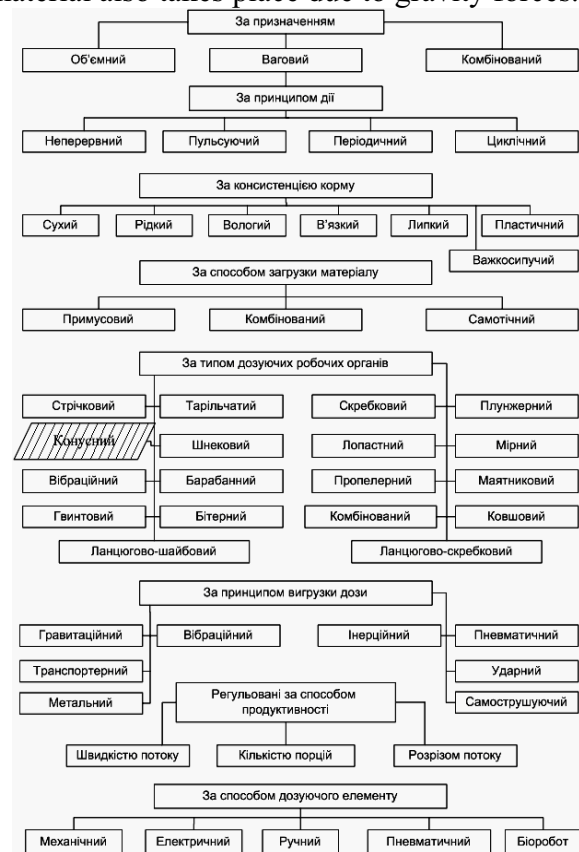 material also takes place due to gravity forces.
За призначенням
Об'ємний
Ваговий
Комбінований
За принципом дії
Неперервний
Пульсуючий
Періодичний
Циклічний
За консистенцією корму
Сухий
Рідкий
Вологий
В'язкий
Липкий
Пластичний
Важкосипучий
За способом загрузки матеріалу
Примусовий
Комбінований
Самотічний
За типом дозуючих робочих органів
Стрічковий
Тарільчатий
Скребковий
Плунжерний
Конусний
Шнековий
Лопастний
Мірний
Вібраційний
Барабанний
Пропелерний
Маятниковий
Гвинтовий
Бітерний
Комбінований
Ковшовий
Ланцюгово-шайбовий
Ланцюгово-скребковий
За принципом вигрузки дози
Гравитаційний
Вібраційний
Інерційний
Пневматичний
Транспортерний
Ударний
Метальний
Самострушуючий
Регульовані за способом
продуктивності
Швидкістю потоку
Кількістю порцій
Розрізом потоку
За способом дозуючого елементу
Механічний
Електричний
Ручний
Пневматичний
Біоробот